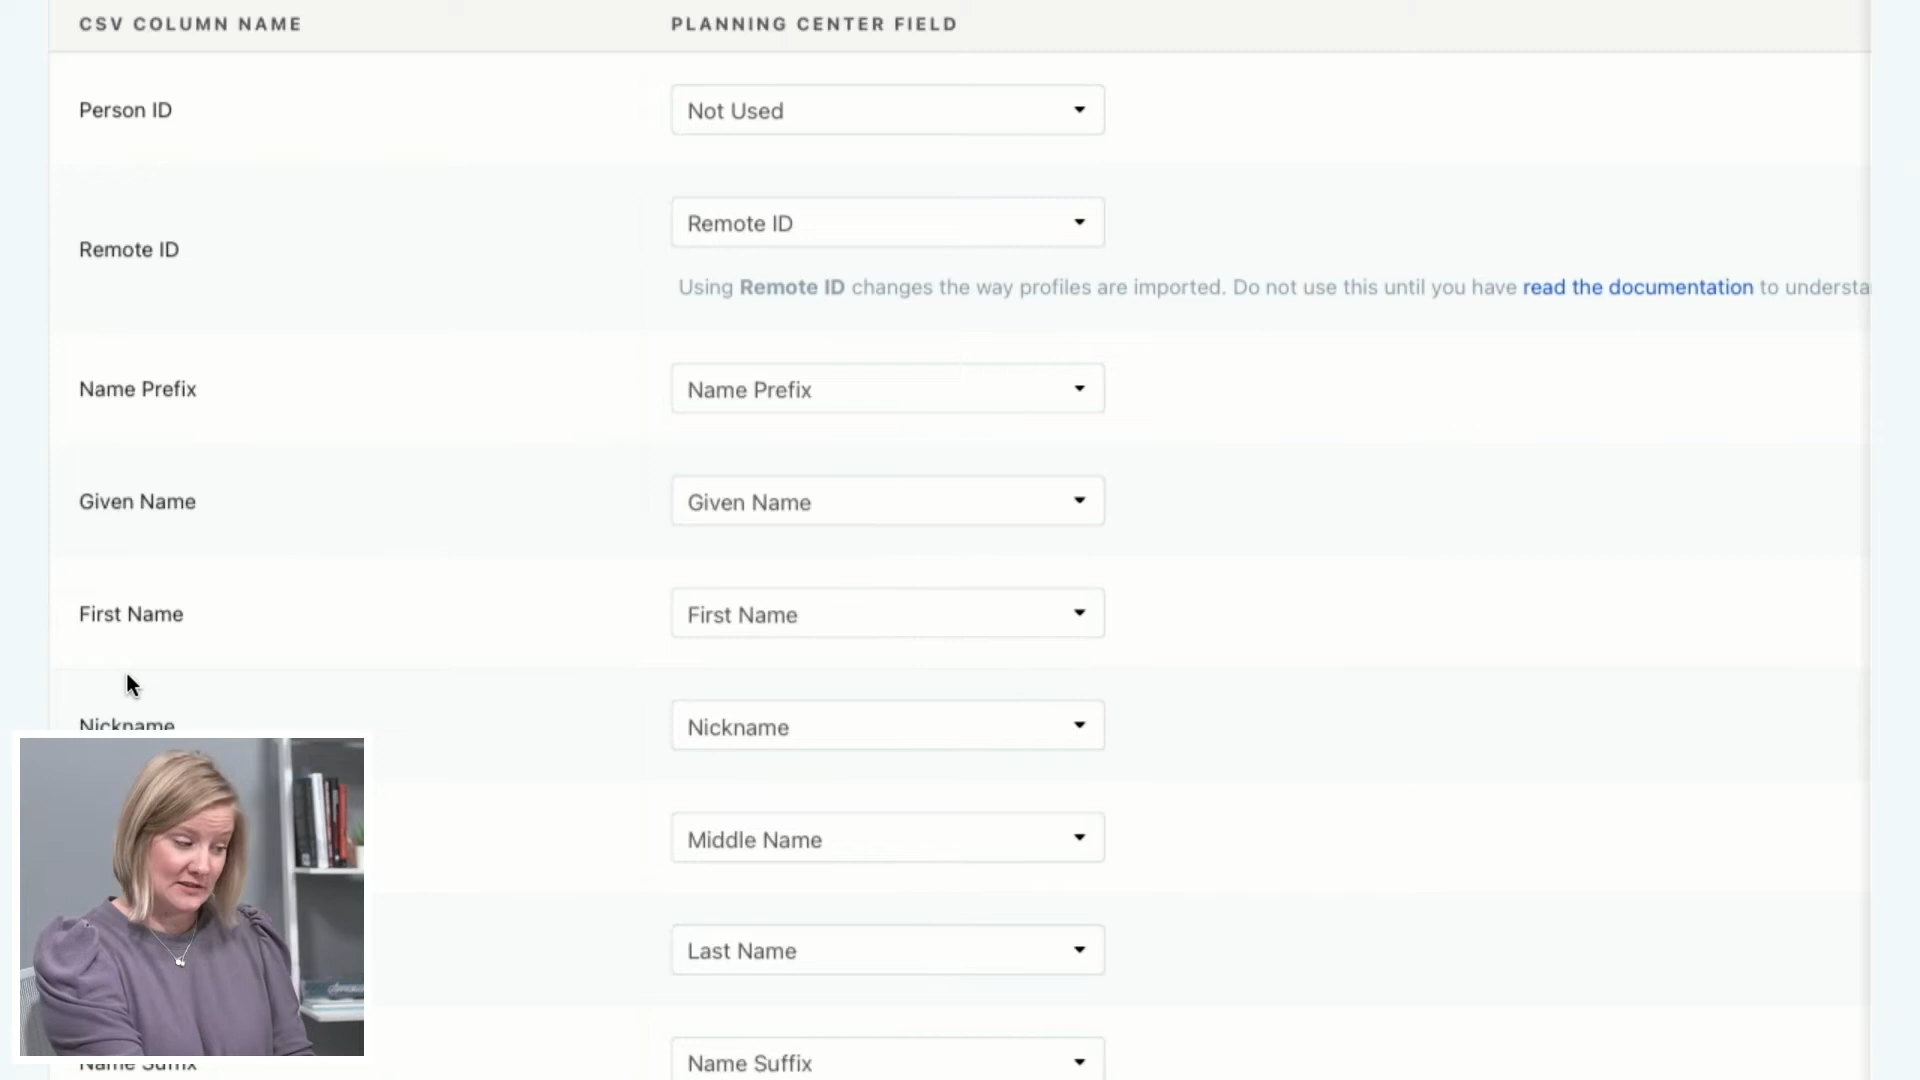 CSV COLUMN NAME PLANNING CENTER FIELD
Person ID Not Used
Remote ID
Remote ID
Using Remote ID changes the way profiles are imported. Do not use this until you have read the documentation to understa
Name Prefix Name Prefix
Given Name Given Name
First Name First Name
Nickname Nickname
Middle Name
Last Name
Name Suffix Name Suffix